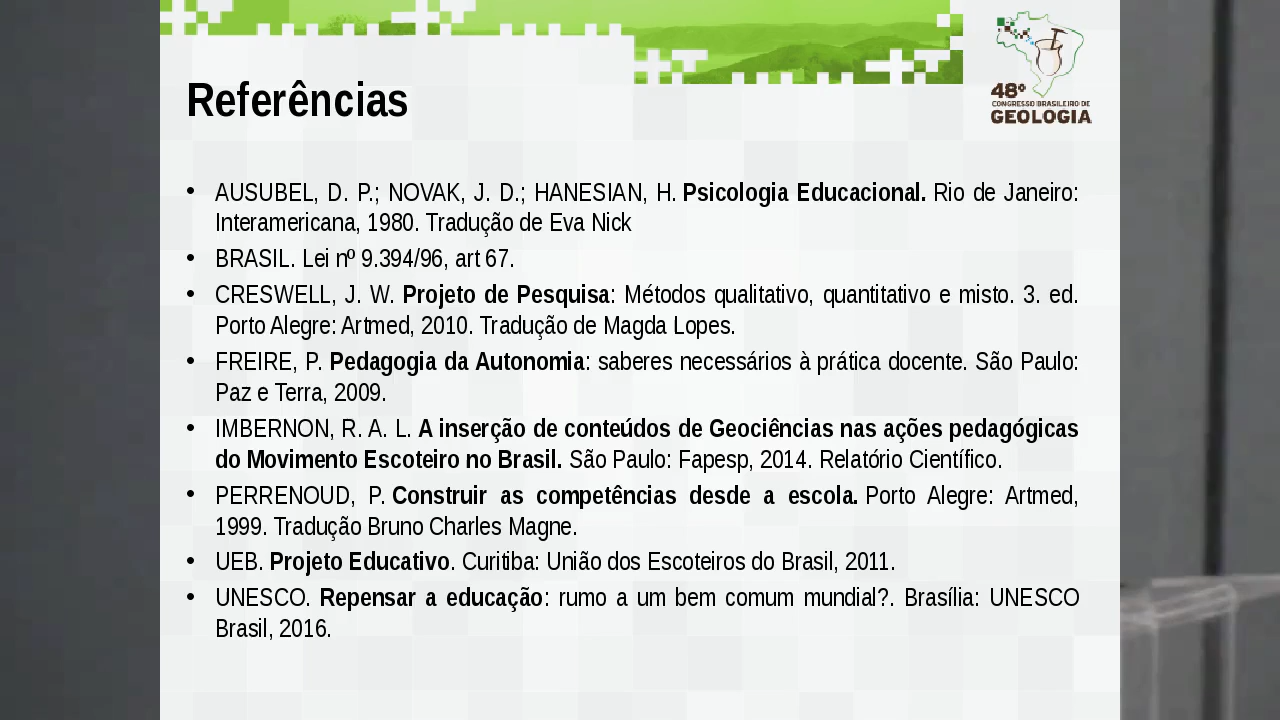 Referências
48º
CONGRESSO BRASILEIRO DE
GEOLOGIA
• AUSUBEL, D. P.; NOVAK, J. D.; HANESIAN, H. Psicologia Educacional. Rio de Janeiro:
Interamericana, 1980. Tradução de Eva Nick
• BRASIL. Lei nº 9.394/96, art 67.
• CRESWELL, J. W. Projeto de Pesquisa: Métodos qualitativo, quantitativo e misto. 3. ed.
Porto Alegre: Artmed, 2010. Tradução de Magda Lopes.
• FREIRE, P. Pedagogia da Autonomia: saberes necessários à prática docente. São Paulo:
Paz e Terra, 2009.
• IMBERNON, R. A. L. A inserção de conteúdos de Geociências nas ações pedagógicas
do Movimento Escoteiro no Brasil. São Paulo: Fapesp, 2014. Relatório Científico.
• PERRENOUD, P. Construir as competências desde a escola. Porto Alegre: Artmed,
1999. Tradução Bruno Charles Magne.
• UEB. Projeto Educativo. Curitiba: União dos Escoteiros do Brasil, 2011.
• UNESCO. Repensar a educação: rumo a um bem comum mundial?. Brasília: UNESCO
Brasil, 2016.